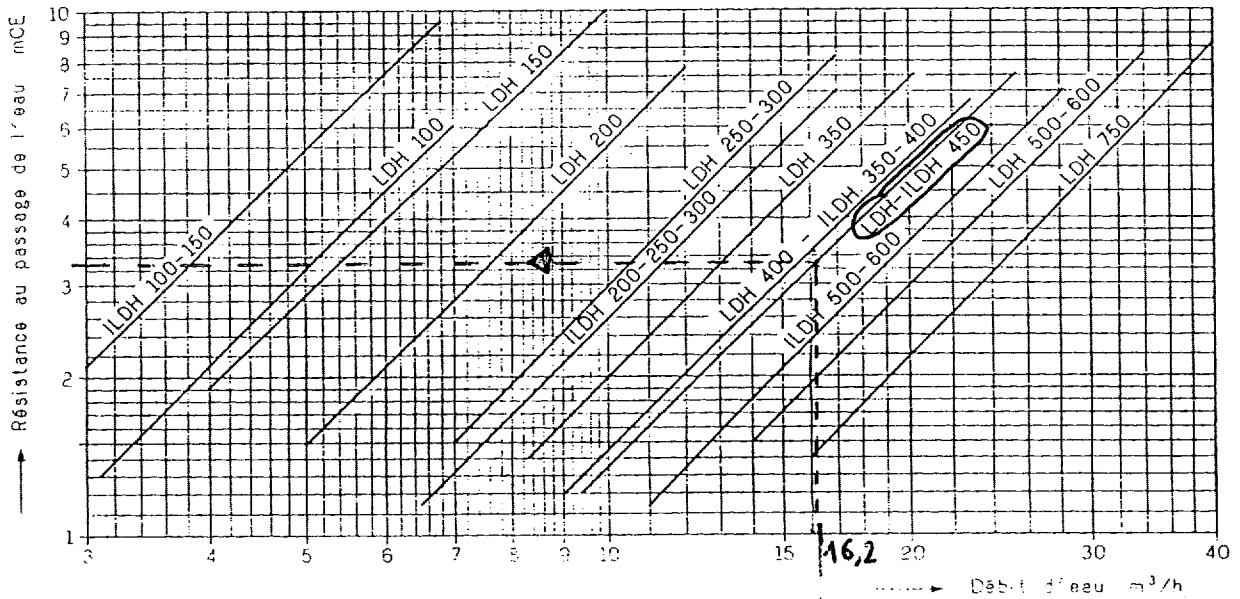 Résistance au passage de l'eau mCE
10
9
8
7
6
5
4
3
2
1
ILDH 100-150
LDH 100
LDH 150
LDH 200
LDH 250-300
ILDH 200-250-300
LDH 350
LDH 400
ILDH 350-400
LDH-ILDH 450
ILDH 500-600
LDH 500-600
LDH 750
3 4 5 6 7 8 9 10 15 16,2 20 30 40
Débit d'eau m³/h